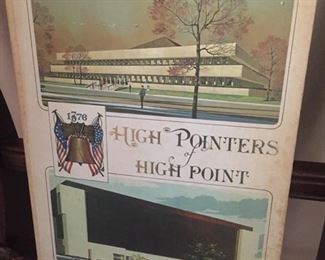 1776
HIGH POINTERS
of
HIGH POINT